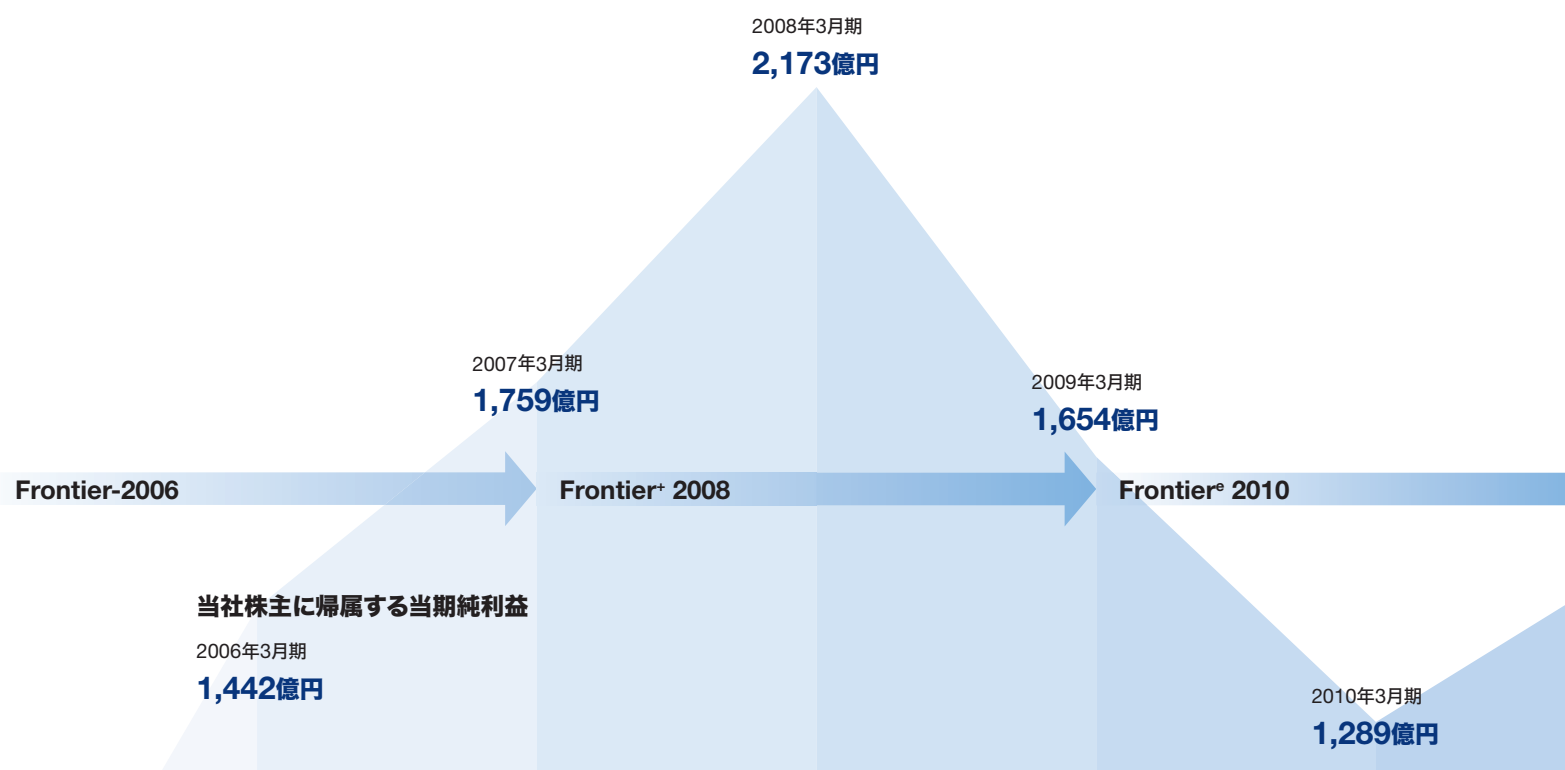 2008年3月期
2,173億円
2007年3月期
1,759億円
2009年3月期
1,654億円
Frontier-2006
Frontier⁺ 2008
Frontierᵉ 2010
当社株主に帰属する当期純利益
2006年3月期
1,442億円
2010年3月期
1,289億円